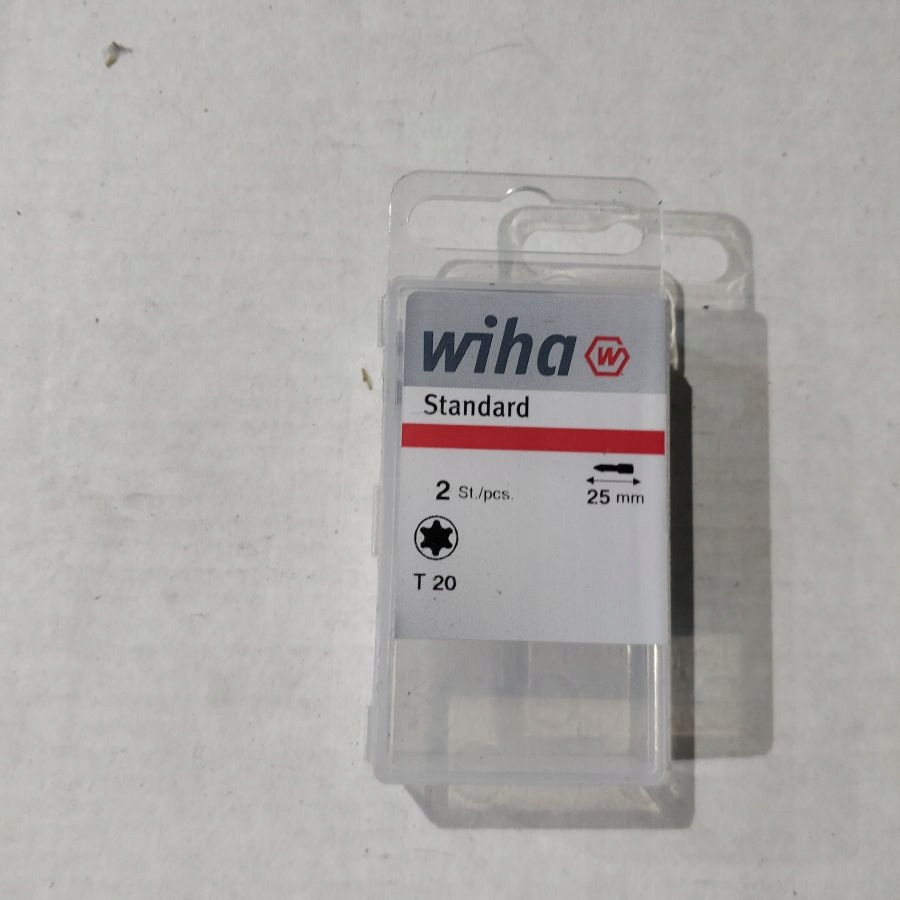 wiha W
Standard
2 St./pcs.
25 mm
T 20